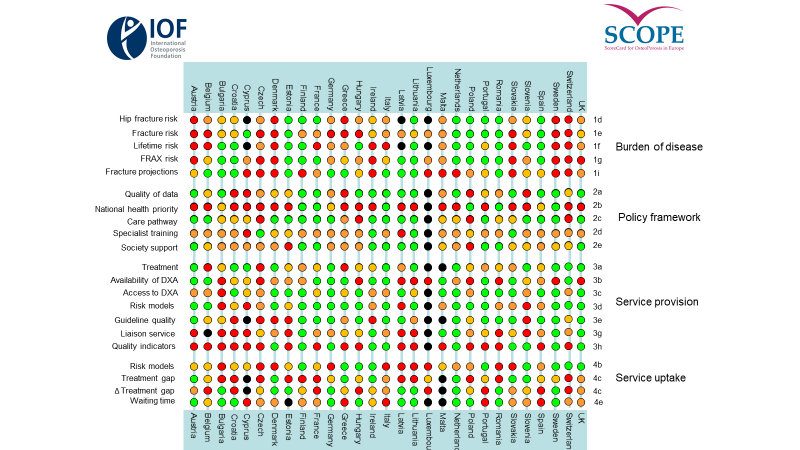 IOF
International
Osteoporosis
Foundation
SCOPE
ScoreCard for OsteoPorosis in Europe
Austria
Belgium
Bulgaria
Croatia
Cyprus
Czech
Denmark
Estonia
Finland
France
Germany
Greece
Hungary
Ireland
Italy
Latvia
Lithuania
Luxembourg
Malta
Netherlands
Poland
Portugal
Romania
Slovakia
Slovenia
Spain
Sweden
Switzerland
UK
Hip fracture risk 1d
Fracture risk 1e
Lifetime risk 1f
Burden of disease
FRAX risk 1g
Fracture projections 1i
Quality of data 2a
National health priority 2b
Care pathway 2c
Policy framework
Specialist training 2d
Society support 2e
Treatment 3a
Availability of DXA 3b
Access to DXA 3c
Service provision
Risk models 3d
Guideline quality 3e
Liaison service 3g
Quality indicators 3h
Risk models 4b
Treatment gap 4c
Service uptake
Δ Treatment gap 4c
Waiting time 4e
Austria
Belgium
Bulgaria
Croatia
Cyprus
Czech
Denmark
Estonia
Finland
France
Germany
Greece
Hungary
Ireland
Italy
Latvia
Lithuania
Luxembou
Malta
Netherland
Poland
Portugal
Romania
Slovakia
Slovenia
Spain
Sweden
Switzerlan
UK